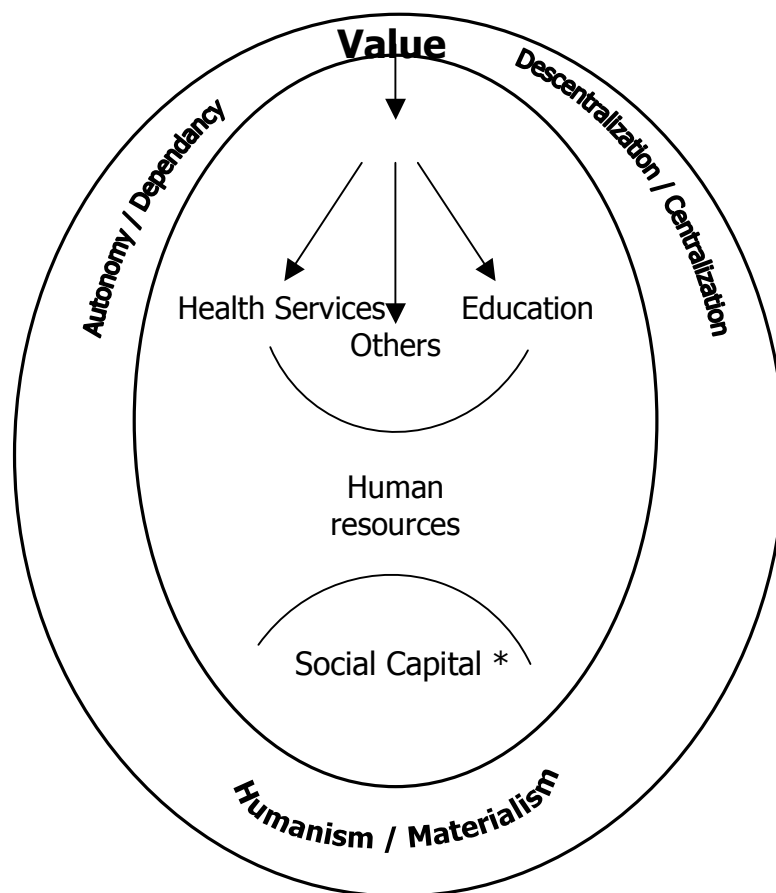 Value
Autonomy / Dependancy
Descentralization / Centralization
Health Services
Education
Others
Human
resources
Social Capital *
Humanism / Materialism